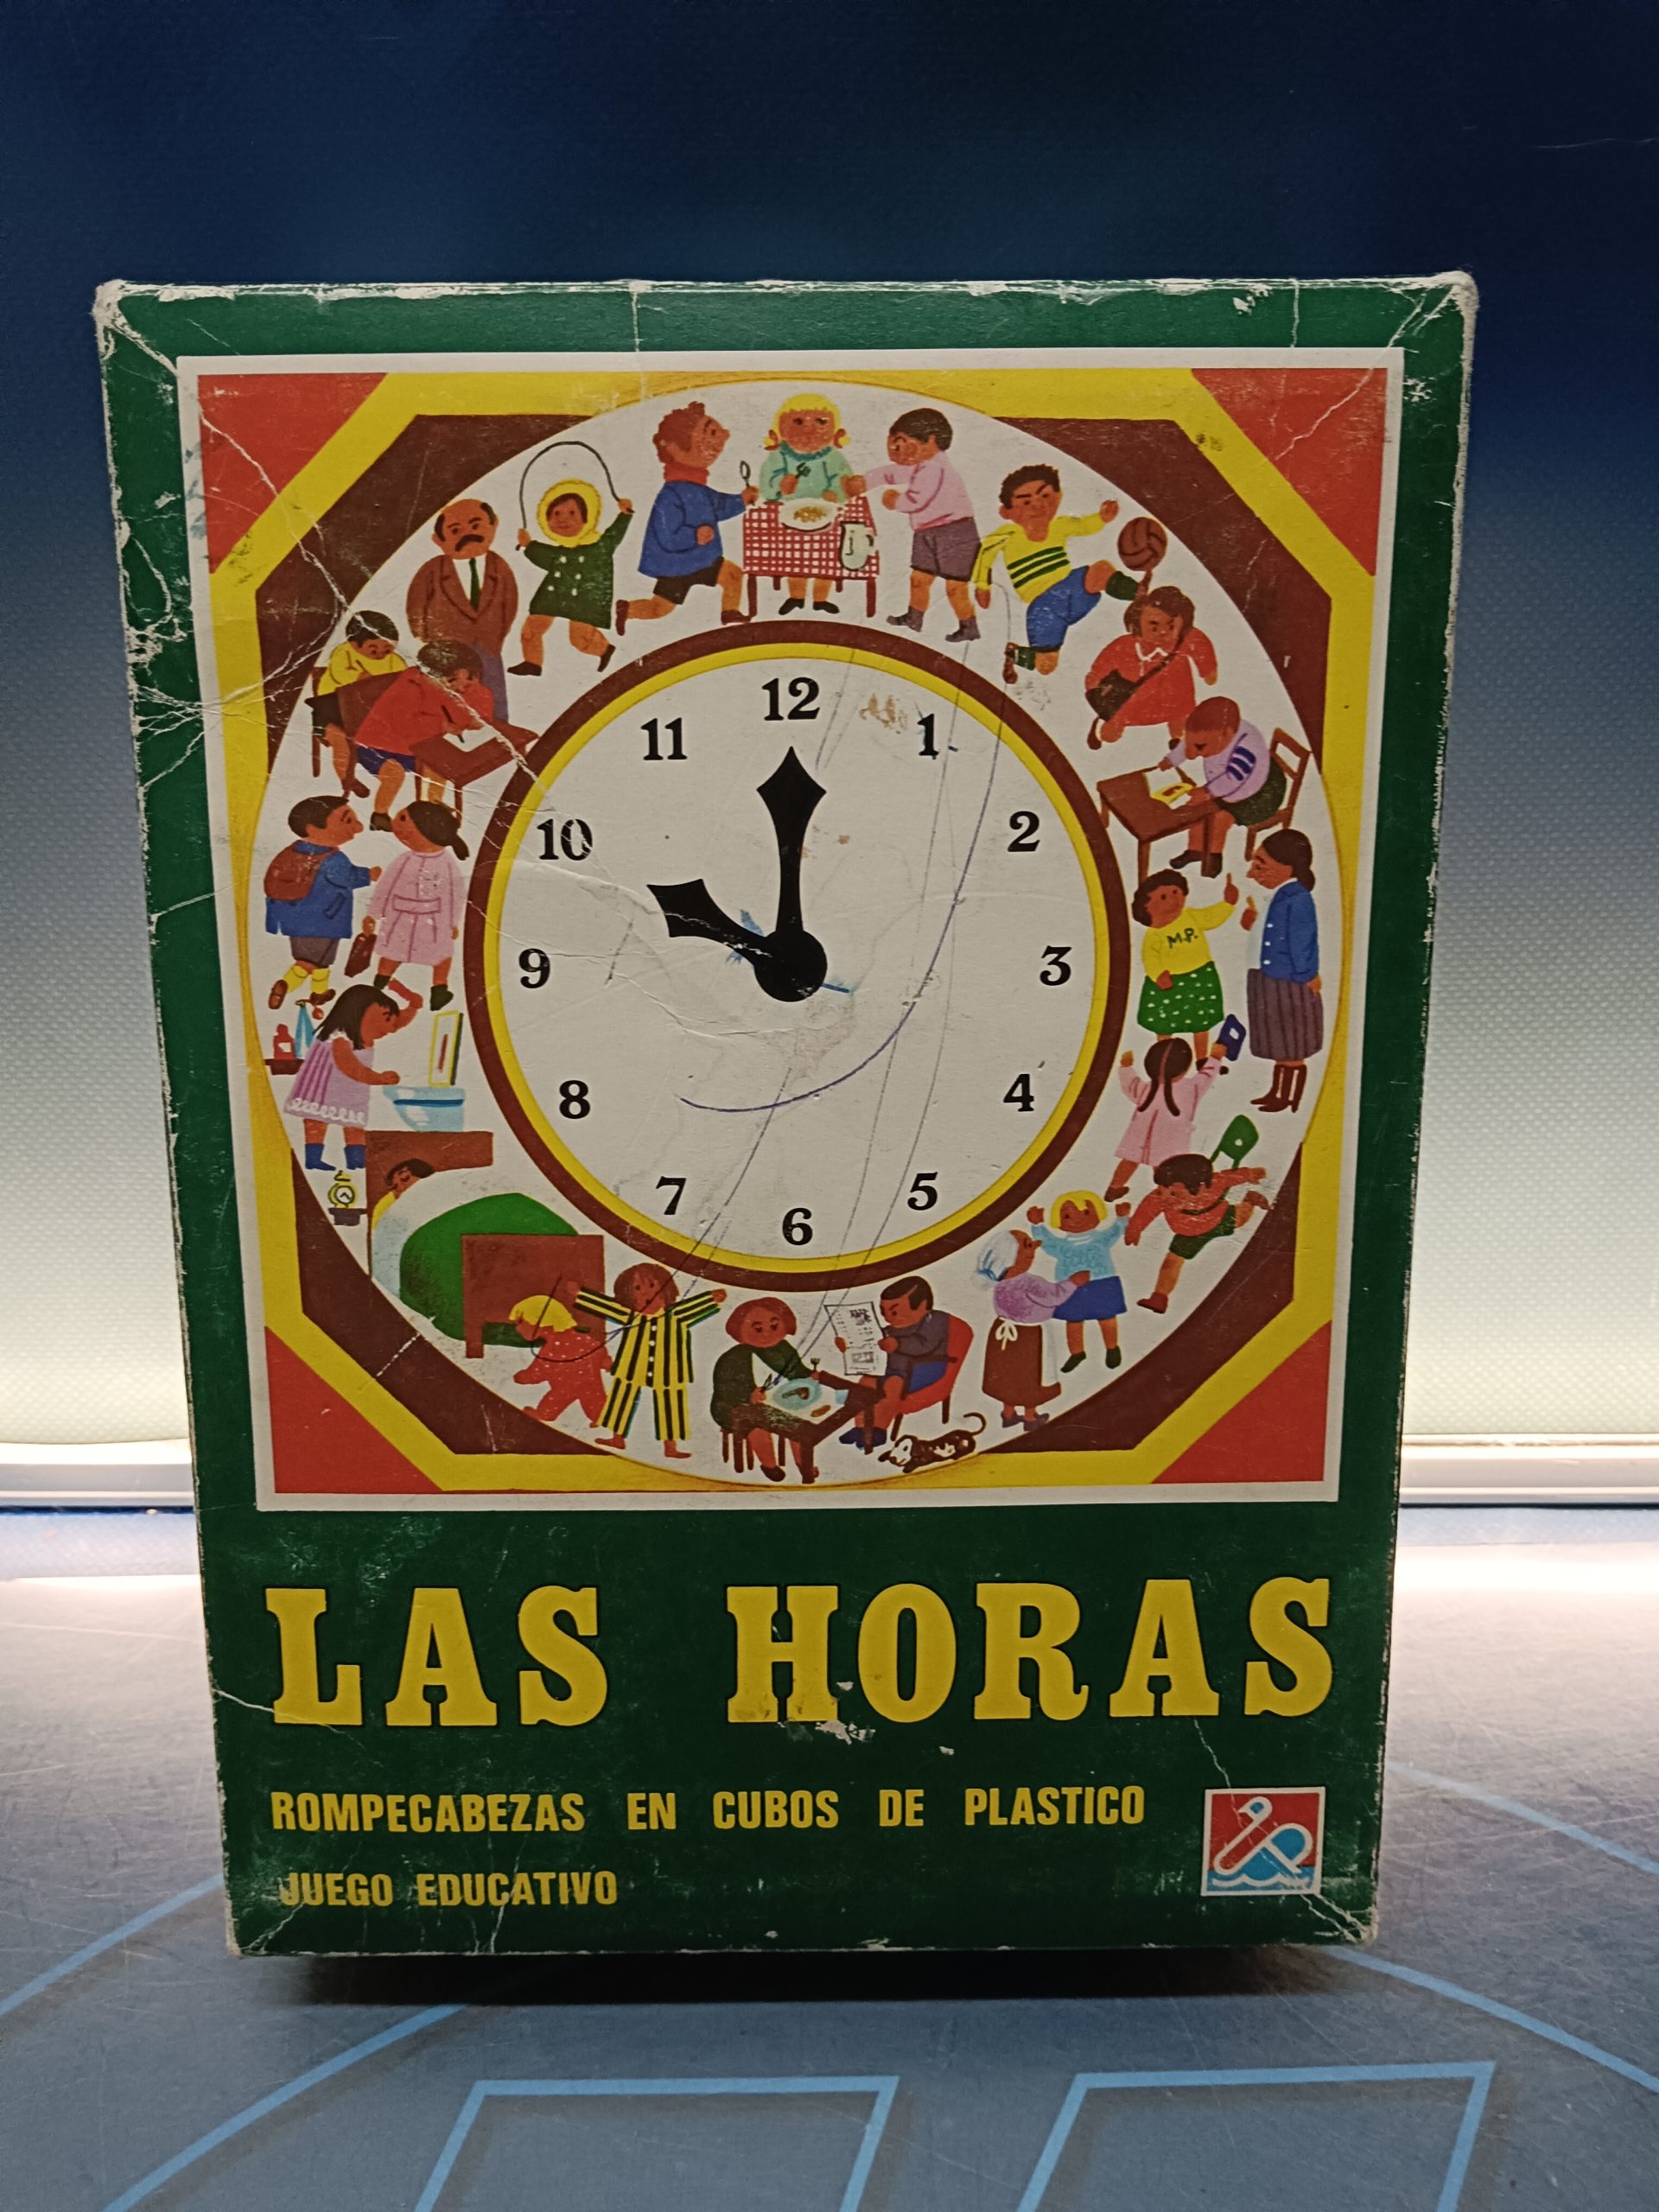 12
11 1
10 2
9 3
8 4
7 5
6
M.P.
LAS HORAS
ROMPECABEZAS EN CUBOS DE PLASTICO
JUEGO EDUCATIVO